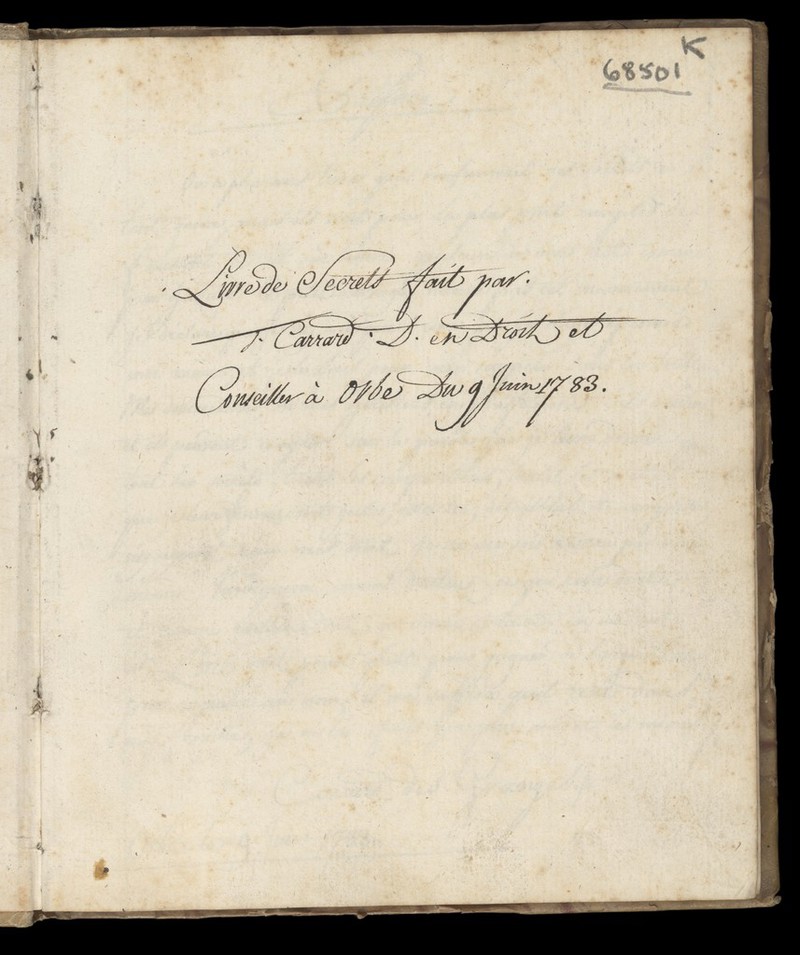 68501 K
Livre de Secrets fait par.
J. Carrard. D. en Droit et
Conseiller à Orbe Du 9 Juin 1783.